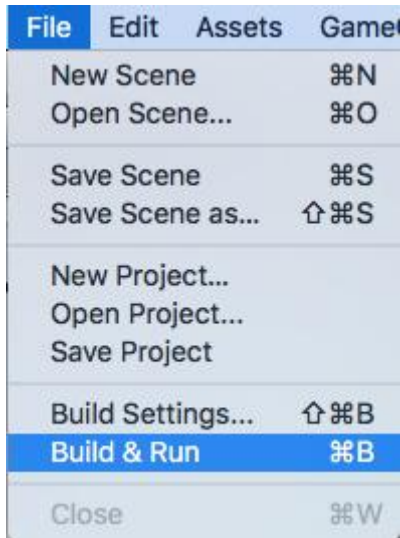 File Edit Assets Game
New Scene ⌘N
Open Scene... ⌘O
Save Scene ⌘S
Save Scene as... ⇧⌘S
New Project...
Open Project...
Save Project
Build Settings... ⇧⌘B
Build & Run ⌘B
Close ⌘W